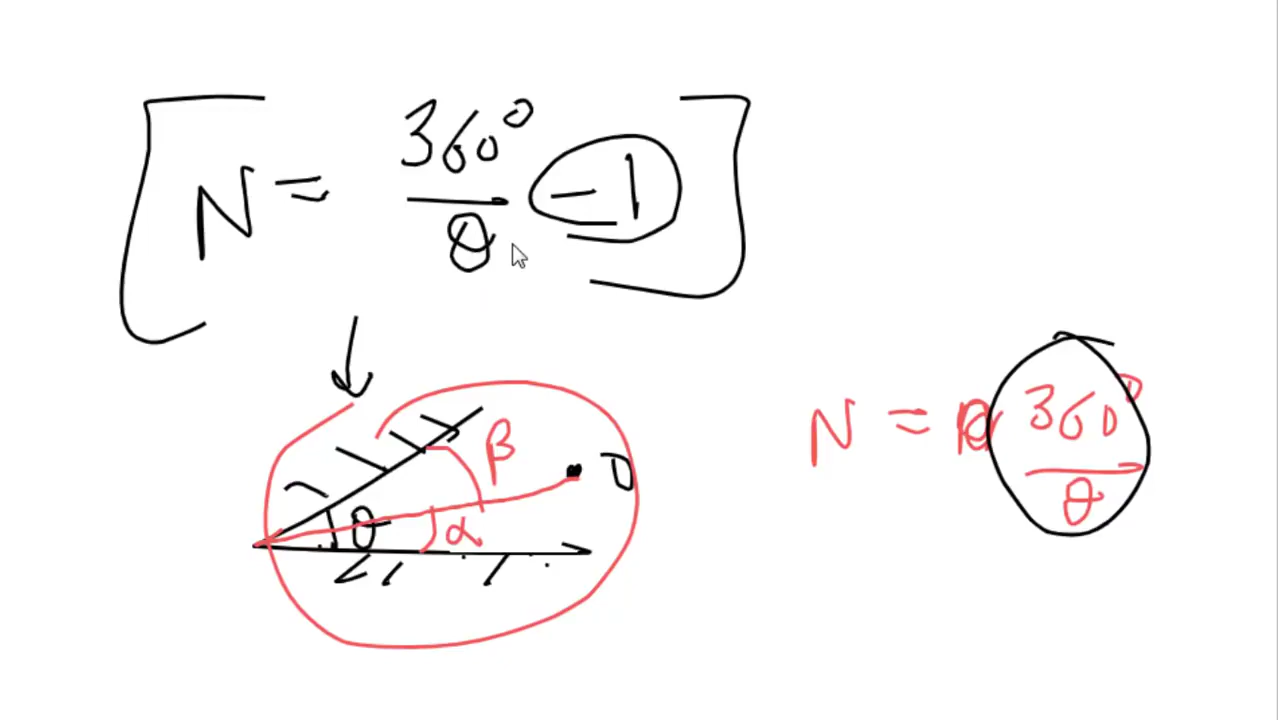 N = 360° / θ - 1
β
θ
α
N = 360° / θ